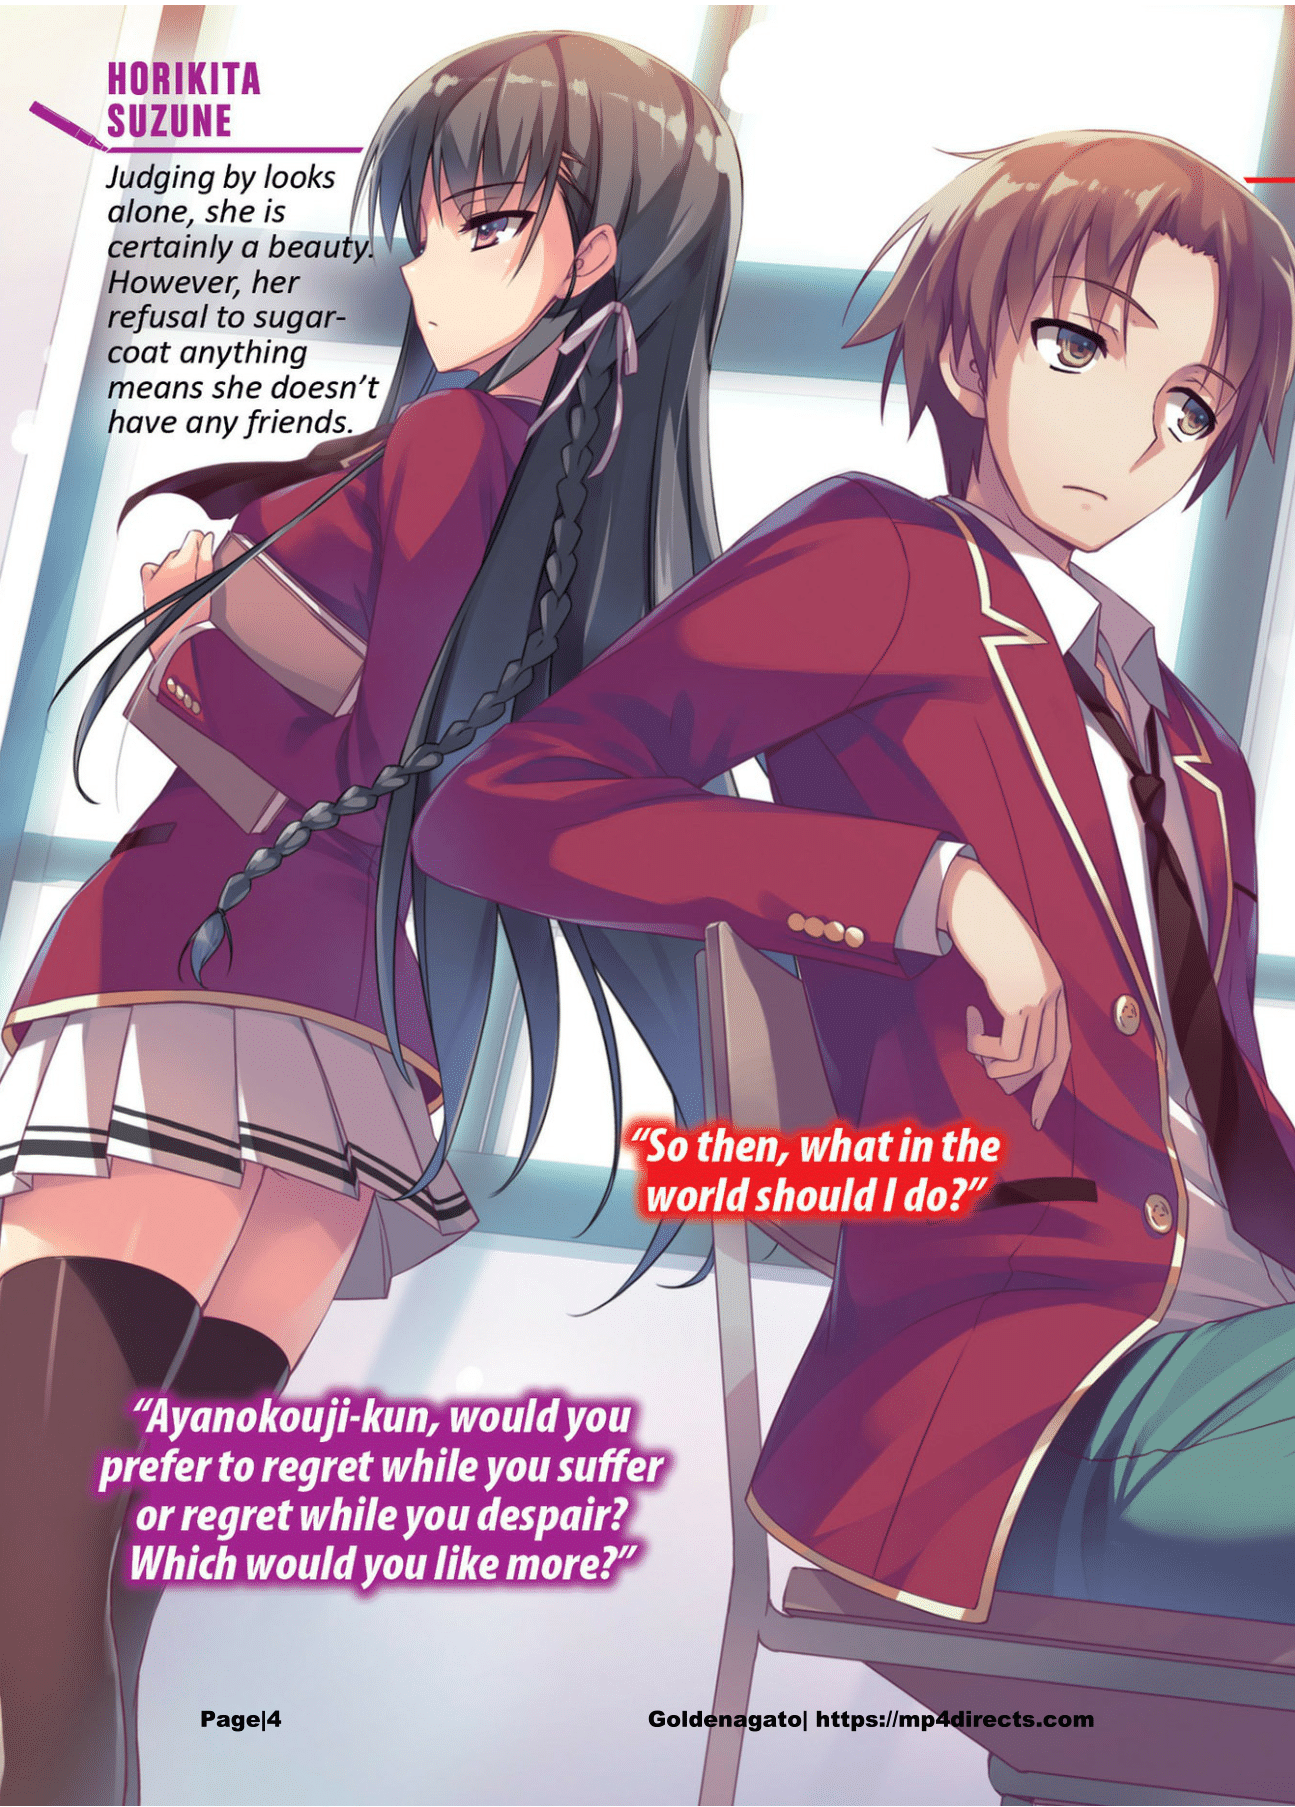 HORIKITA
SUZUNE
Judging by looks
alone, she is
certainly a beauty.
However, her
refusal to sugar-
coat anything
means she doesn't
have any friends.
"So then, what in the
world should I do?"
"Ayanokouji-kun, would you
prefer to regret while you suffer
or regret while you despair?
Which would you like more?"
Page|4
Goldenagato| https://mp4directs.com